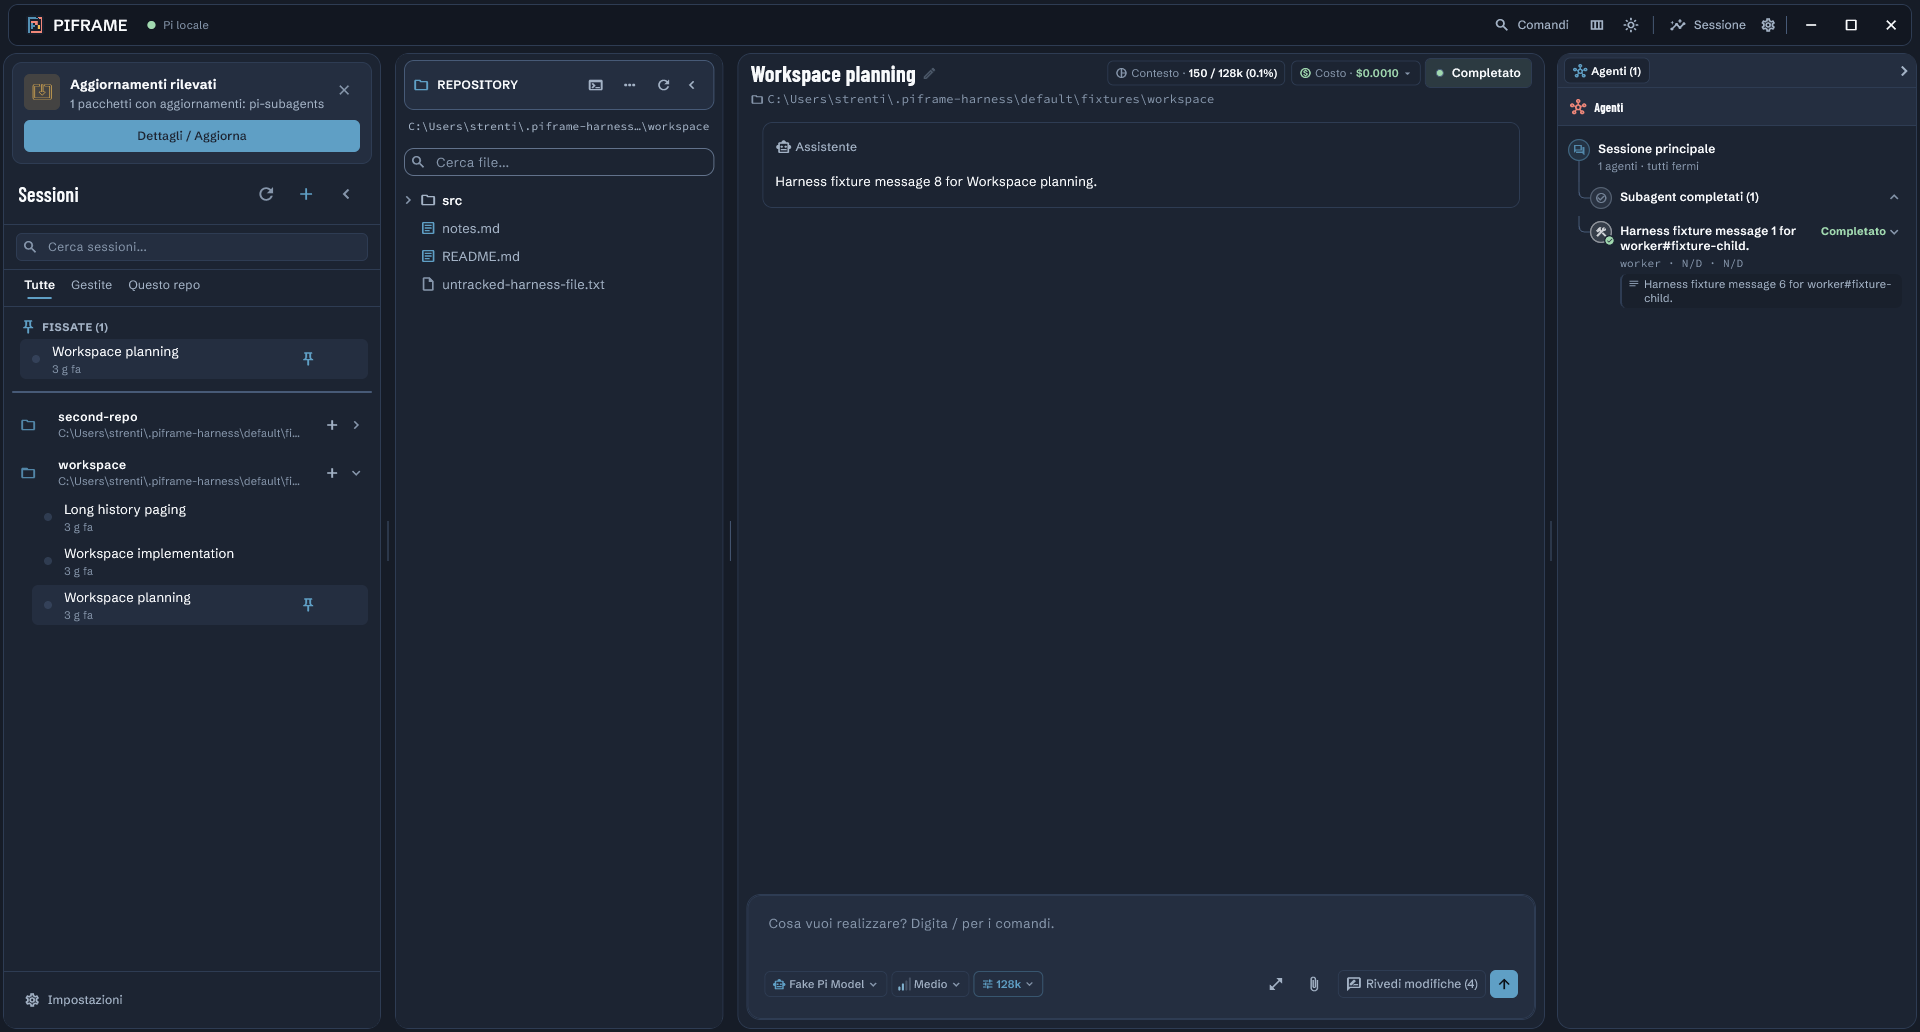 PIFRAME
Pi locale
Comandi
Sessione
Aggiornamenti rilevati
1 pacchetti con aggiornamenti: pi-subagents
Dettagli / Aggiorna
Sessioni
Cerca sessioni...
Tutte
Gestite
Questo repo
FISSATE (1)
Workspace planning
3 g fa
second-repo
C:\Users\strenti\.piframe-harness\default\fi...
workspace
C:\Users\strenti\.piframe-harness\default\fi...
Long history paging
3 g fa
Workspace implementation
3 g fa
Workspace planning
3 g fa
Impostazioni
REPOSITORY
C:\Users\strenti\.piframe-harness…\workspace
Cerca file...
src
notes.md
README.md
untracked-harness-file.txt
Workspace planning
Contesto · 150 / 128k (0.1%)
Costo · $0.0010
Completato
C:\Users\strenti\.piframe-harness\default\fixtures\workspace
Assistente
Harness fixture message 8 for Workspace planning.
Cosa vuoi realizzare? Digita / per i comandi.
Fake Pi Model
Medio
128k
Rivedi modifiche (4)
Agenti (1)
Agenti
Sessione principale
1 agenti · tutti fermi
Subagent completati (1)
Harness fixture message 1 for
worker#fixture-child.
Completato
worker · N/D · N/D
Harness fixture message 6 for worker#fixture-
child.